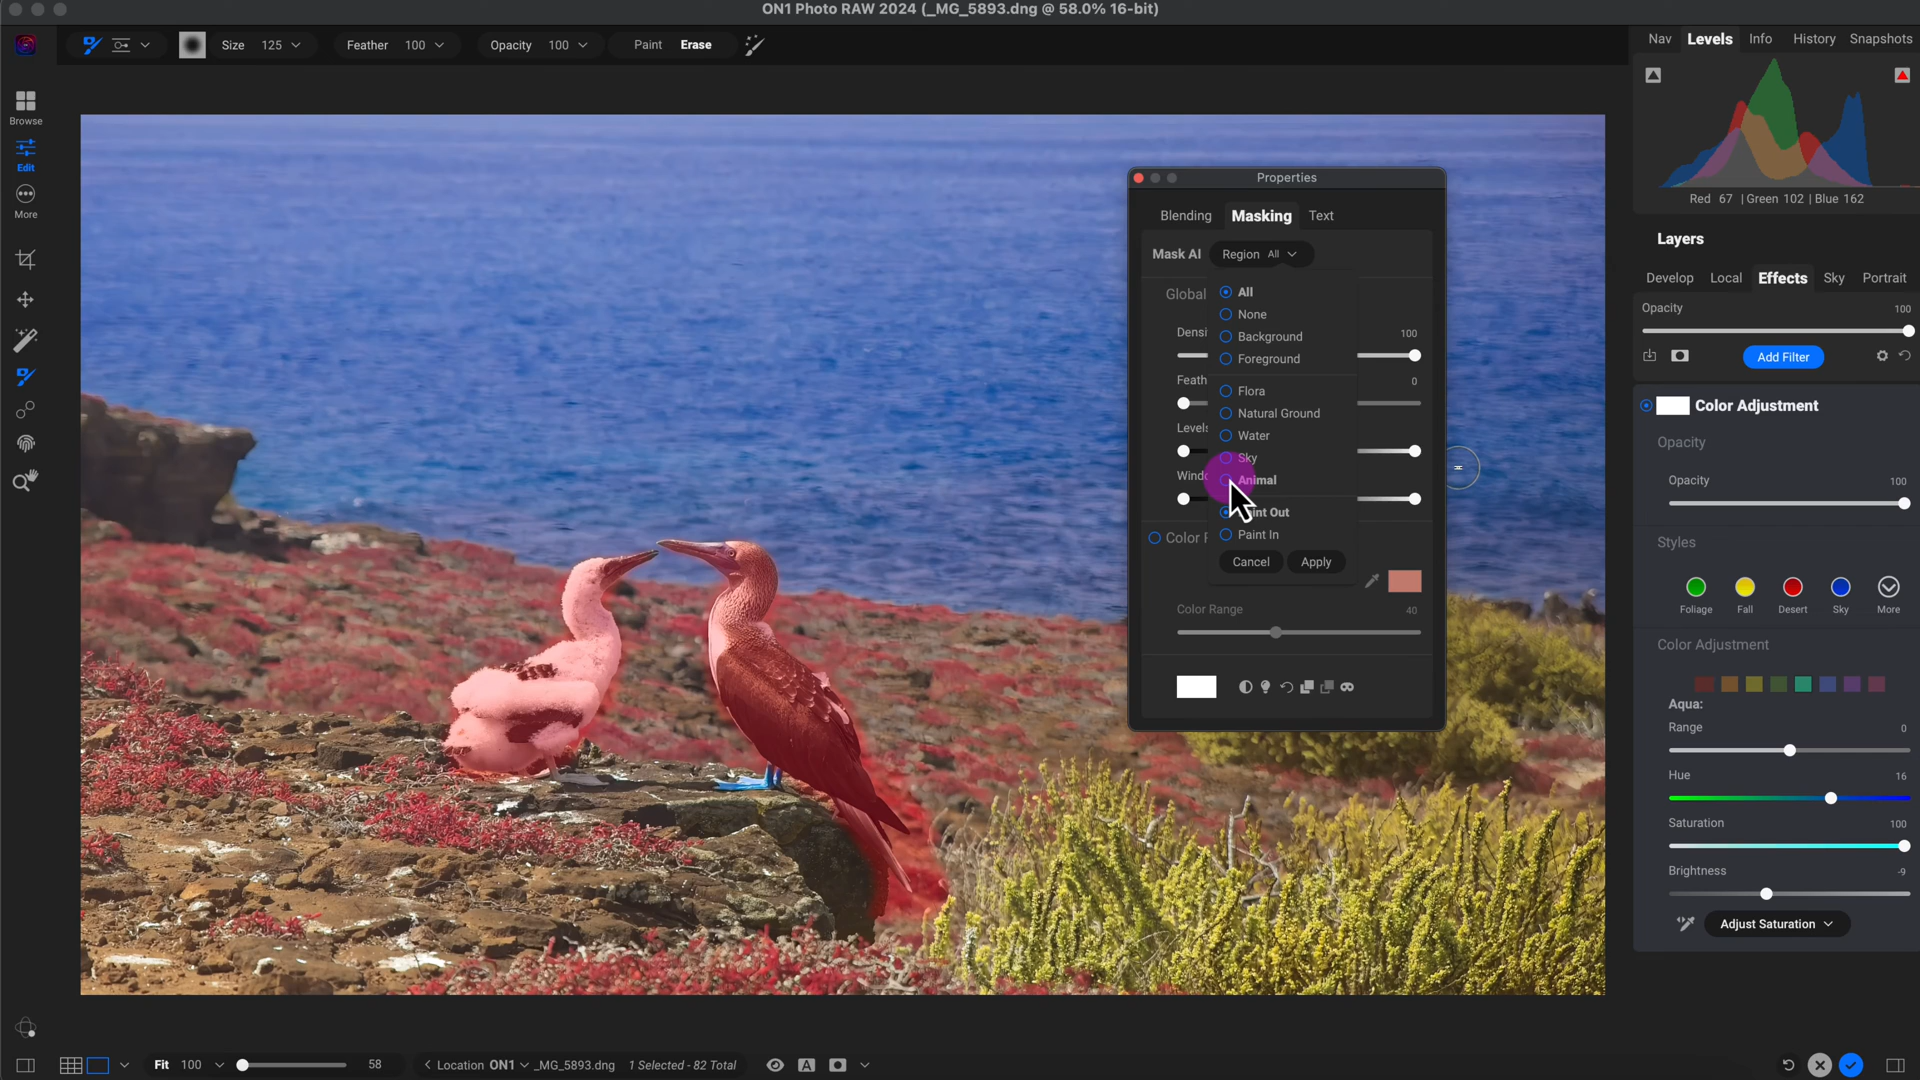 ON1 Photo RAW 2024 (_MG_5893.dng @ 58.0% 16-bit)
Size 125 Feather 100 Opacity 100 Paint Erase
Nav Levels Info History Snapshots
Browse
Edit
More
Red 67 | Green 102 | Blue 162
Layers
Develop Local Effects Sky Portrait
Opacity 100
Add Filter
Color Adjustment
Opacity
Opacity 100
Styles
Foliage Fall Desert Sky More
Color Adjustment
Aqua:
Range 0
Hue 16
Saturation 100
Brightness -9
Adjust Saturation
Properties
Blending Masking Text
Mask AI Region All
Global
All
None
Background
Foreground
Flora
Natural Ground
Water
Sky
Animal
Paint In
Cancel Apply
100
0
Levels
Color Range 40
Fit 100 58
Location ON1 _MG_5893.dng 1 Selected - 82 Total
A